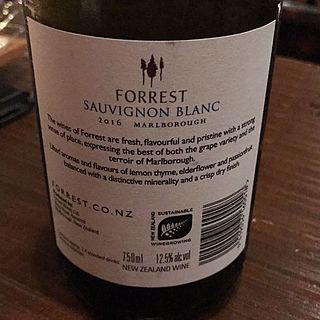 FORREST
SAUVIGNON BLANC
2016 MARLBOROUGH
The wines of Forrest are fresh, flavourful and pristine with a strong
sense of place, expressing the best of both the grape variety and the
terroir of Marlborough.
Lifted aromas and flavours of lemon thyme, elderflower and passionfruit
balanced with a distinctive minerality and a crisp dry finish
FORREST.CO.NZ
NEW ZEALAND
SUSTAINABLE
WINEGROWING
750ml 12.5% alc vol
NEW ZEALAND WINE
standard drinks